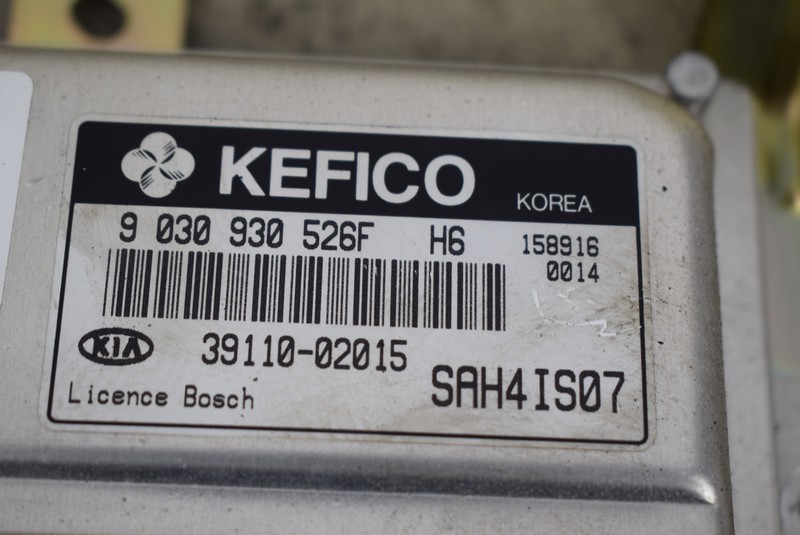 KEFICO KOREA
9 030 930 526F H6 158916
0014
KIA 39110-02015
Licence Bosch SAH4IS07